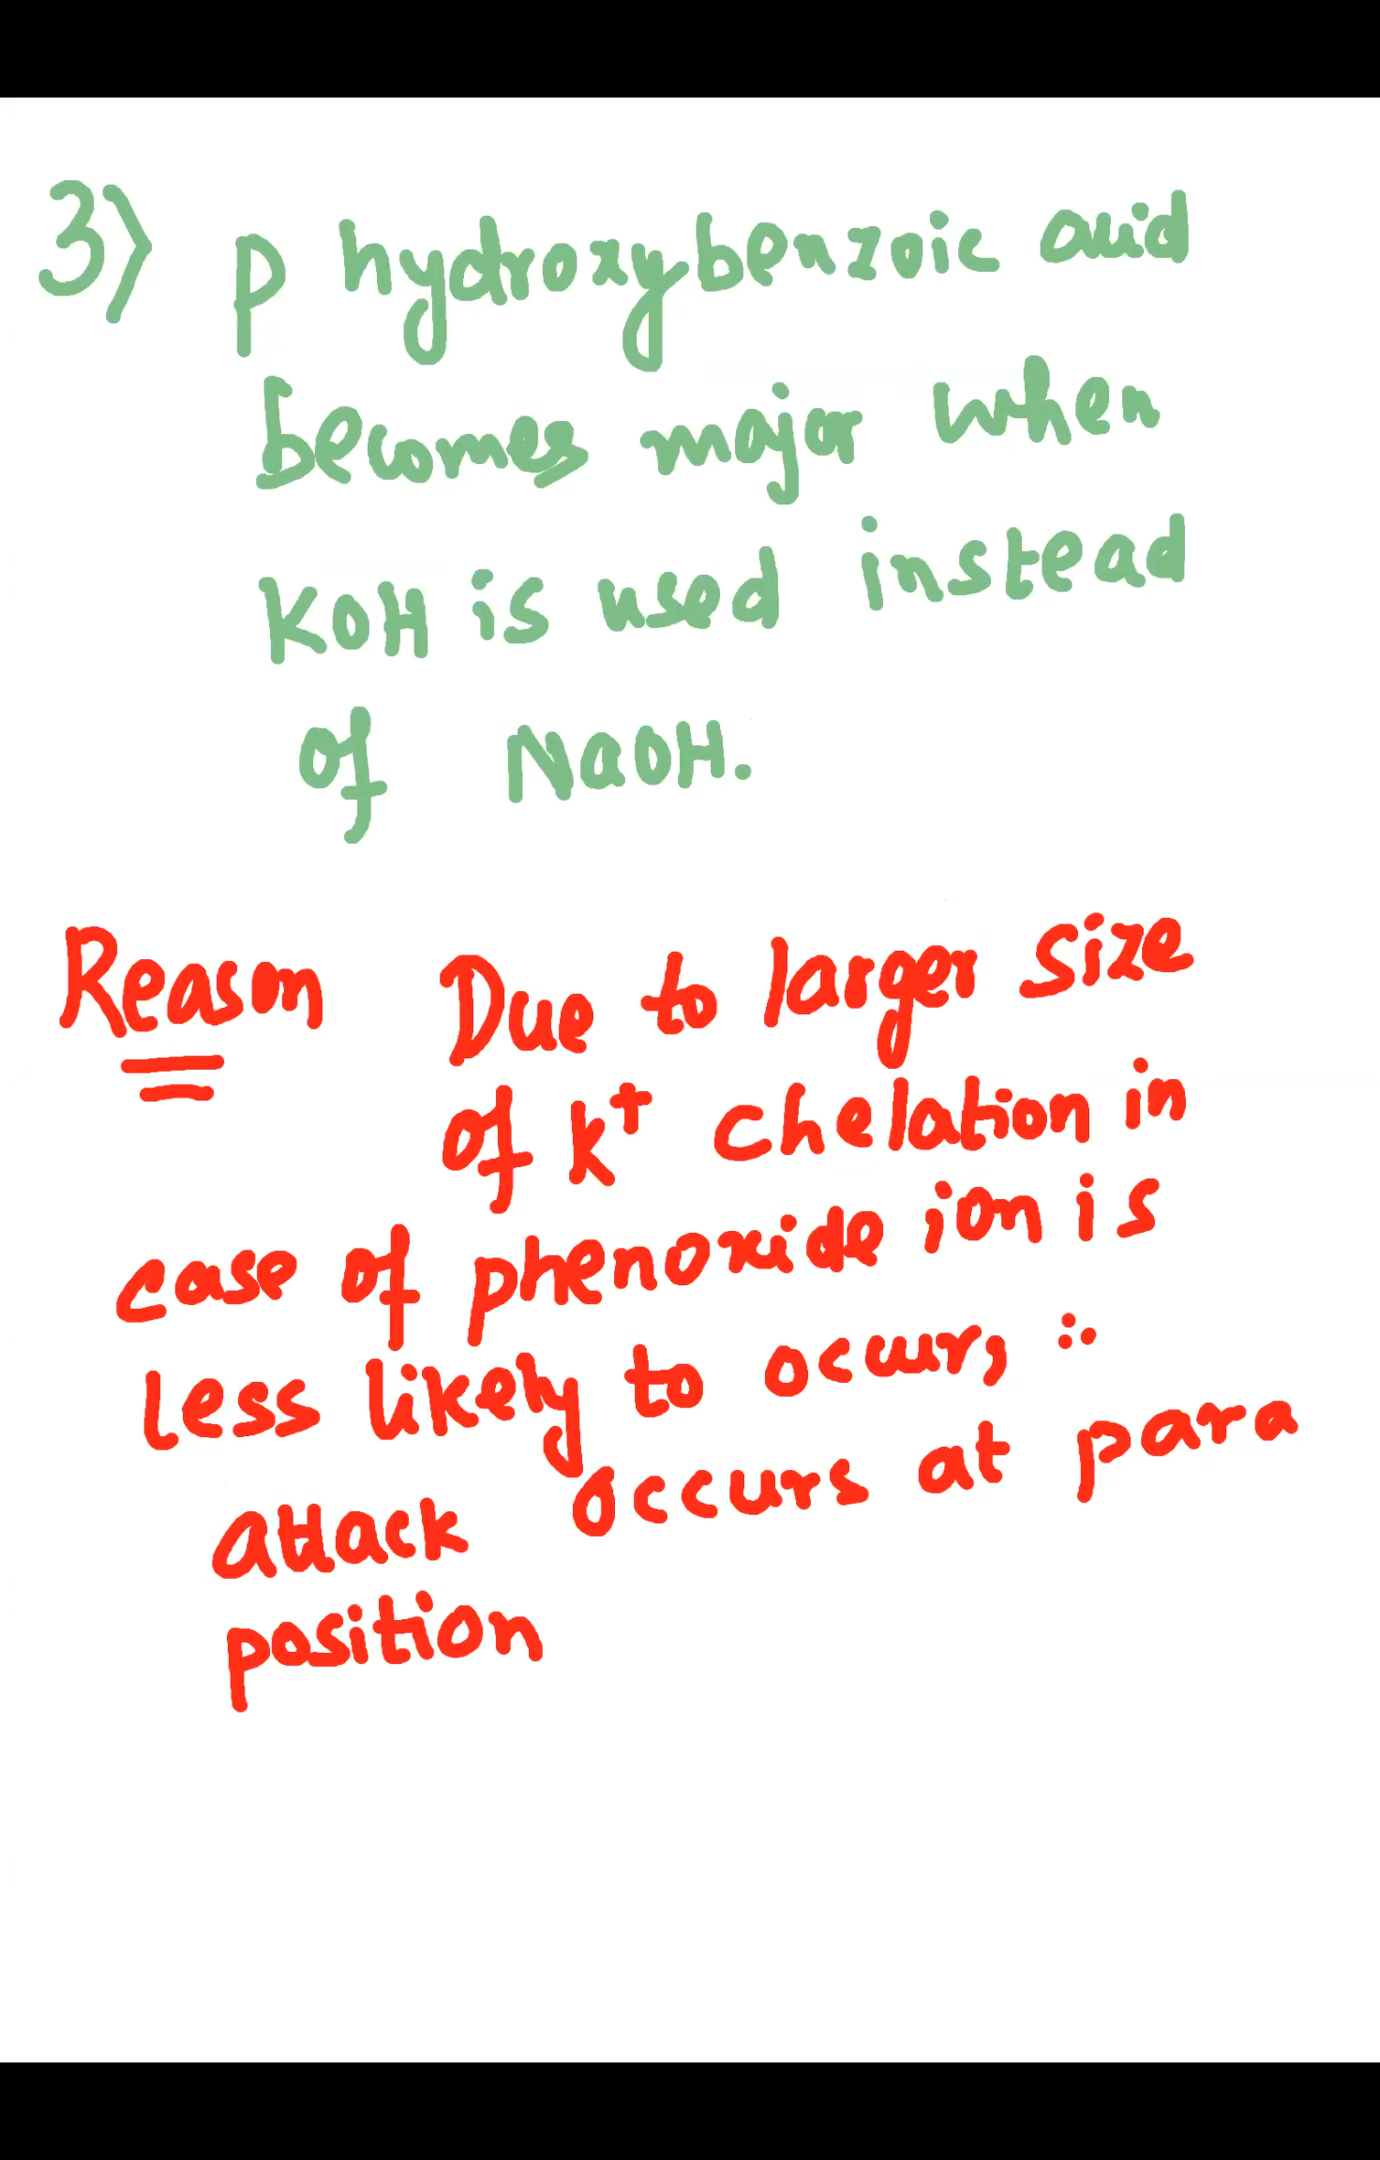 3) p hydroxybenzoic acid
becomes major when
KOH is used instead
of NaOH.
Reason Due to larger size
of K⁺ chelation in
case of phenoxide ion is
less likely to occur, ∵
attack occurs at para
position